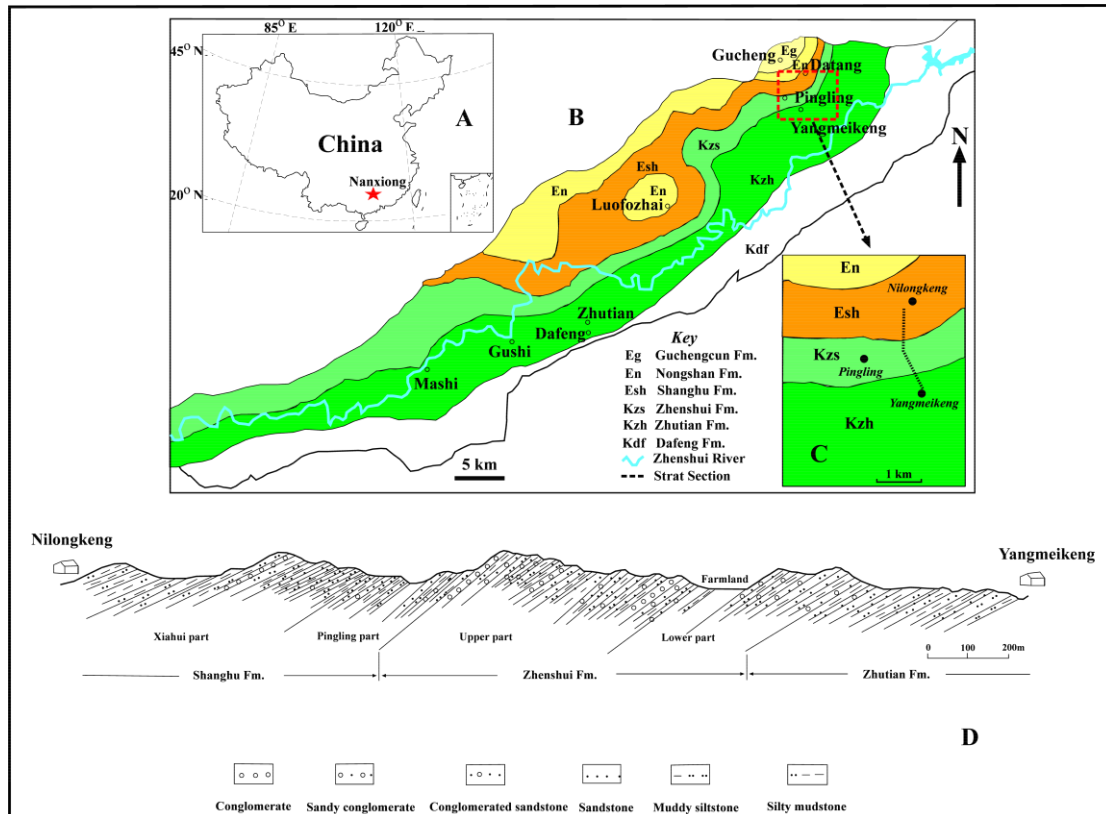 85° E
120° E
45° N
20° N
A
China
Nanxiong
B
Gucheng
Eg
En
Datang
Pingling
Yangmeikeng
N
Kzs
Esh
En
En
Luofozhai
Kzh
Kdf
Zhutian
Dafeng
Gushi
Mashi
5 km
Key
Eg Guchengcun Fm.
En Nongshan Fm.
Esh Shanghu Fm.
Kzs Zhenshui Fm.
Kzh Zhutian Fm.
Kdf Dafeng Fm.
Zhenshui River
Strat Section
En
Nilongkeng
Esh
Kzs
Pingling
Yangmeikeng
Kzh
C
1 km
Nilongkeng
Yangmeikeng
Farmland
Xiahui part
Pingling part
Upper part
Lower part
0 100 200m
Shanghu Fm.
Zhenshui Fm.
Zhutian Fm.
D
Conglomerate
Sandy conglomerate
Conglomerated sandstone
Sandstone
Muddy siltstone
Silty mudstone